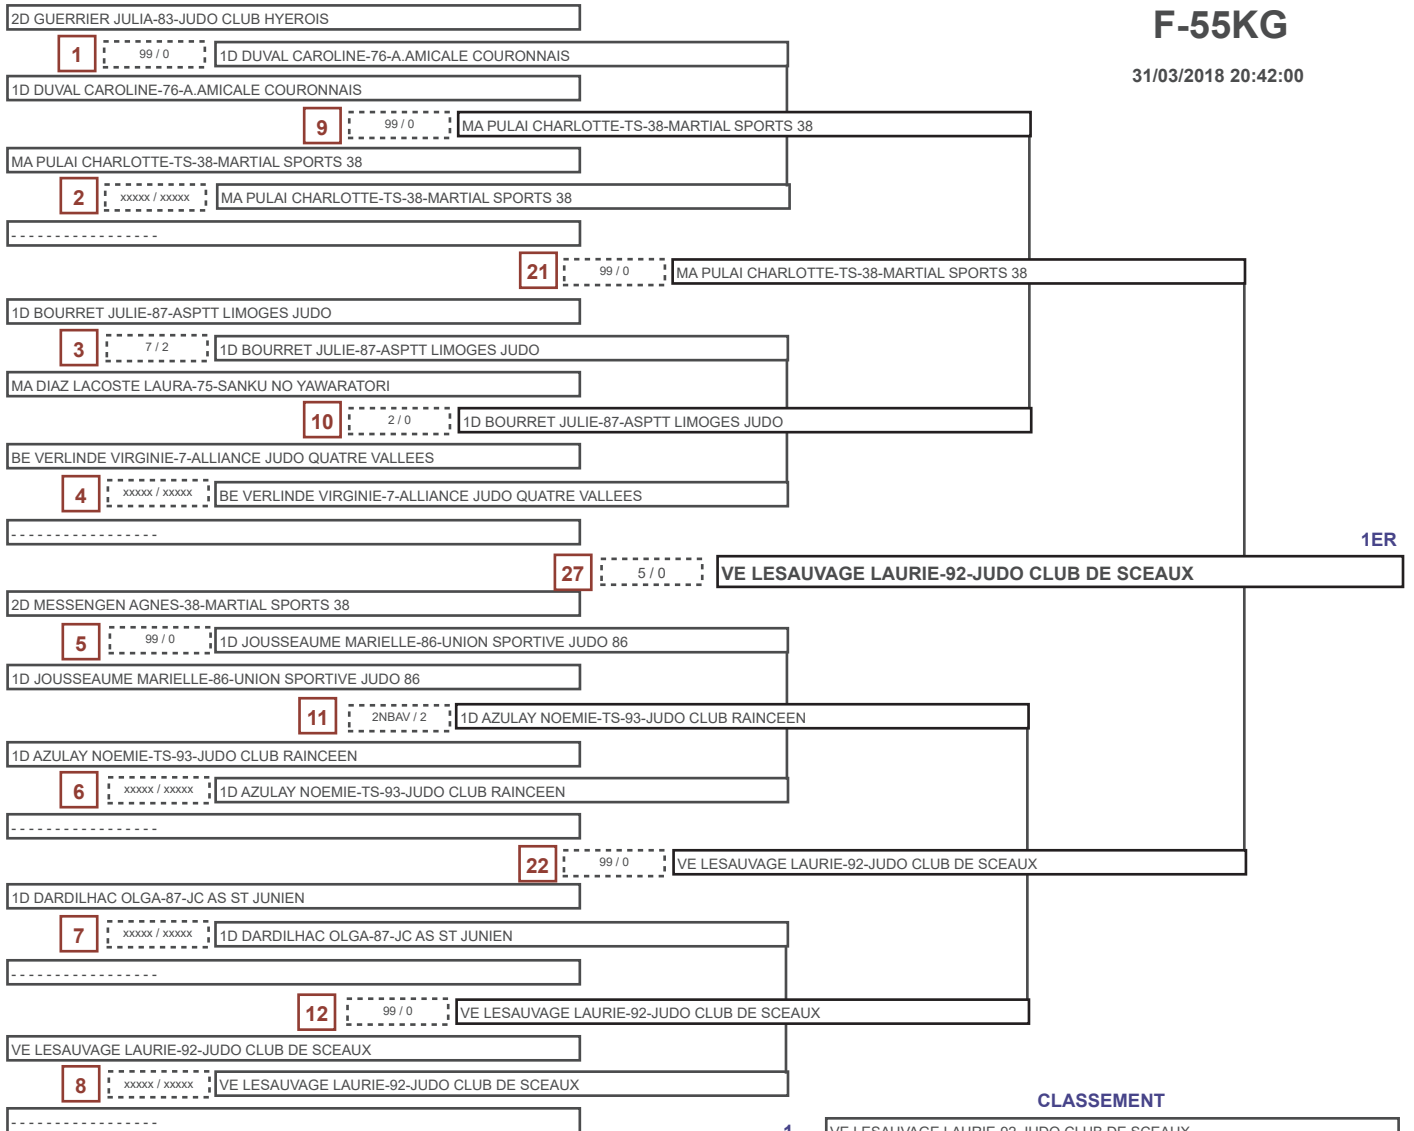 2D GUERRIER JULIA-83-JUDO CLUB HYEROIS
F-55KG
1 99 / 0 1D DUVAL CAROLINE-76-A.AMICALE COURONNAIS
31/03/2018 20:42:00
1D DUVAL CAROLINE-76-A.AMICALE COURONNAIS
9 99 / 0 MA PULAI CHARLOTTE-TS-38-MARTIAL SPORTS 38
MA PULAI CHARLOTTE-TS-38-MARTIAL SPORTS 38
2 xxxxx / xxxxx MA PULAI CHARLOTTE-TS-38-MARTIAL SPORTS 38
- - - - - - - - - - - - - - - - -
21 99 / 0 MA PULAI CHARLOTTE-TS-38-MARTIAL SPORTS 38
1D BOURRET JULIE-87-ASPTT LIMOGES JUDO
3 7 / 2 1D BOURRET JULIE-87-ASPTT LIMOGES JUDO
MA DIAZ LACOSTE LAURA-75-SANKU NO YAWARATORI
10 2 / 0 1D BOURRET JULIE-87-ASPTT LIMOGES JUDO
BE VERLINDE VIRGINIE-7-ALLIANCE JUDO QUATRE VALLEES
4 xxxxx / xxxxx BE VERLINDE VIRGINIE-7-ALLIANCE JUDO QUATRE VALLEES
- - - - - - - - - - - - - - - - -
1ER
27 5 / 0 VE LESAUVAGE LAURIE-92-JUDO CLUB DE SCEAUX
2D MESSENGEN AGNES-38-MARTIAL SPORTS 38
5 99 / 0 1D JOUSSEAUME MARIELLE-86-UNION SPORTIVE JUDO 86
1D JOUSSEAUME MARIELLE-86-UNION SPORTIVE JUDO 86
11 2NBAV / 2 1D AZULAY NOEMIE-TS-93-JUDO CLUB RAINCEEN
1D AZULAY NOEMIE-TS-93-JUDO CLUB RAINCEEN
6 xxxxx / xxxxx 1D AZULAY NOEMIE-TS-93-JUDO CLUB RAINCEEN
- - - - - - - - - - - - - - - - -
22 99 / 0 VE LESAUVAGE LAURIE-92-JUDO CLUB DE SCEAUX
1D DARDILHAC OLGA-87-JC AS ST JUNIEN
7 xxxxx / xxxxx 1D DARDILHAC OLGA-87-JC AS ST JUNIEN
- - - - - - - - - - - - - - - - -
12 99 / 0 VE LESAUVAGE LAURIE-92-JUDO CLUB DE SCEAUX
VE LESAUVAGE LAURIE-92-JUDO CLUB DE SCEAUX
8 xxxxx / xxxxx VE LESAUVAGE LAURIE-92-JUDO CLUB DE SCEAUX
CLASSEMENT
- - - - - - - - - - - - - - - - -
1 VE LESAUVAGE LAURIE-92-JUDO CLUB DE SCEAUX